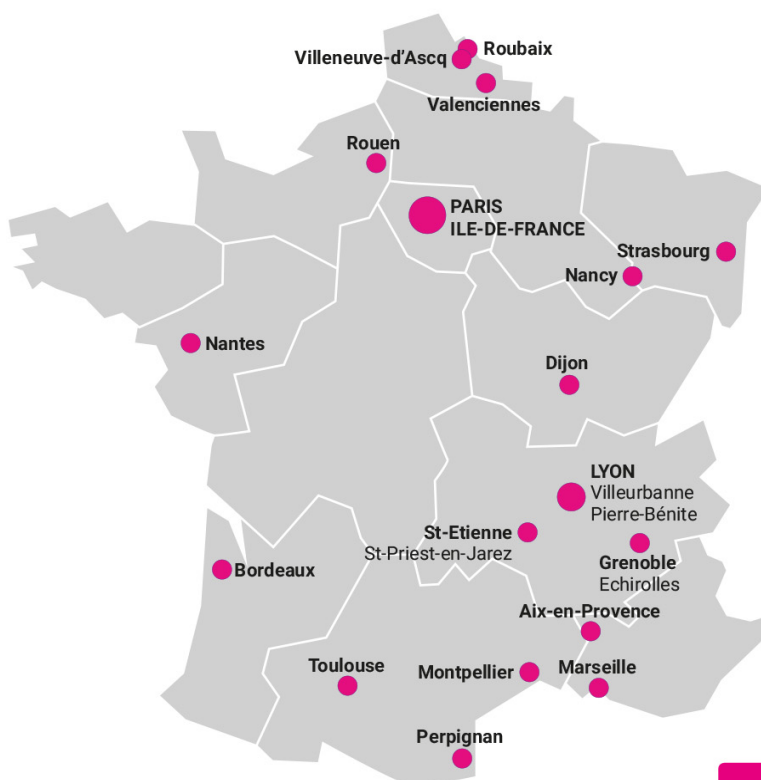 Roubaix
Villeneuve-d'Ascq
Valenciennes
Rouen
PARIS
ILE-DE-FRANCE
Strasbourg
Nancy
Nantes
Dijon
LYON
Villeurbanne
Pierre-Bénite
St-Etienne
St-Priest-en-Jarez
Grenoble
Echirolles
Bordeaux
Aix-en-Provence
Toulouse
Montpellier
Marseille
Perpignan